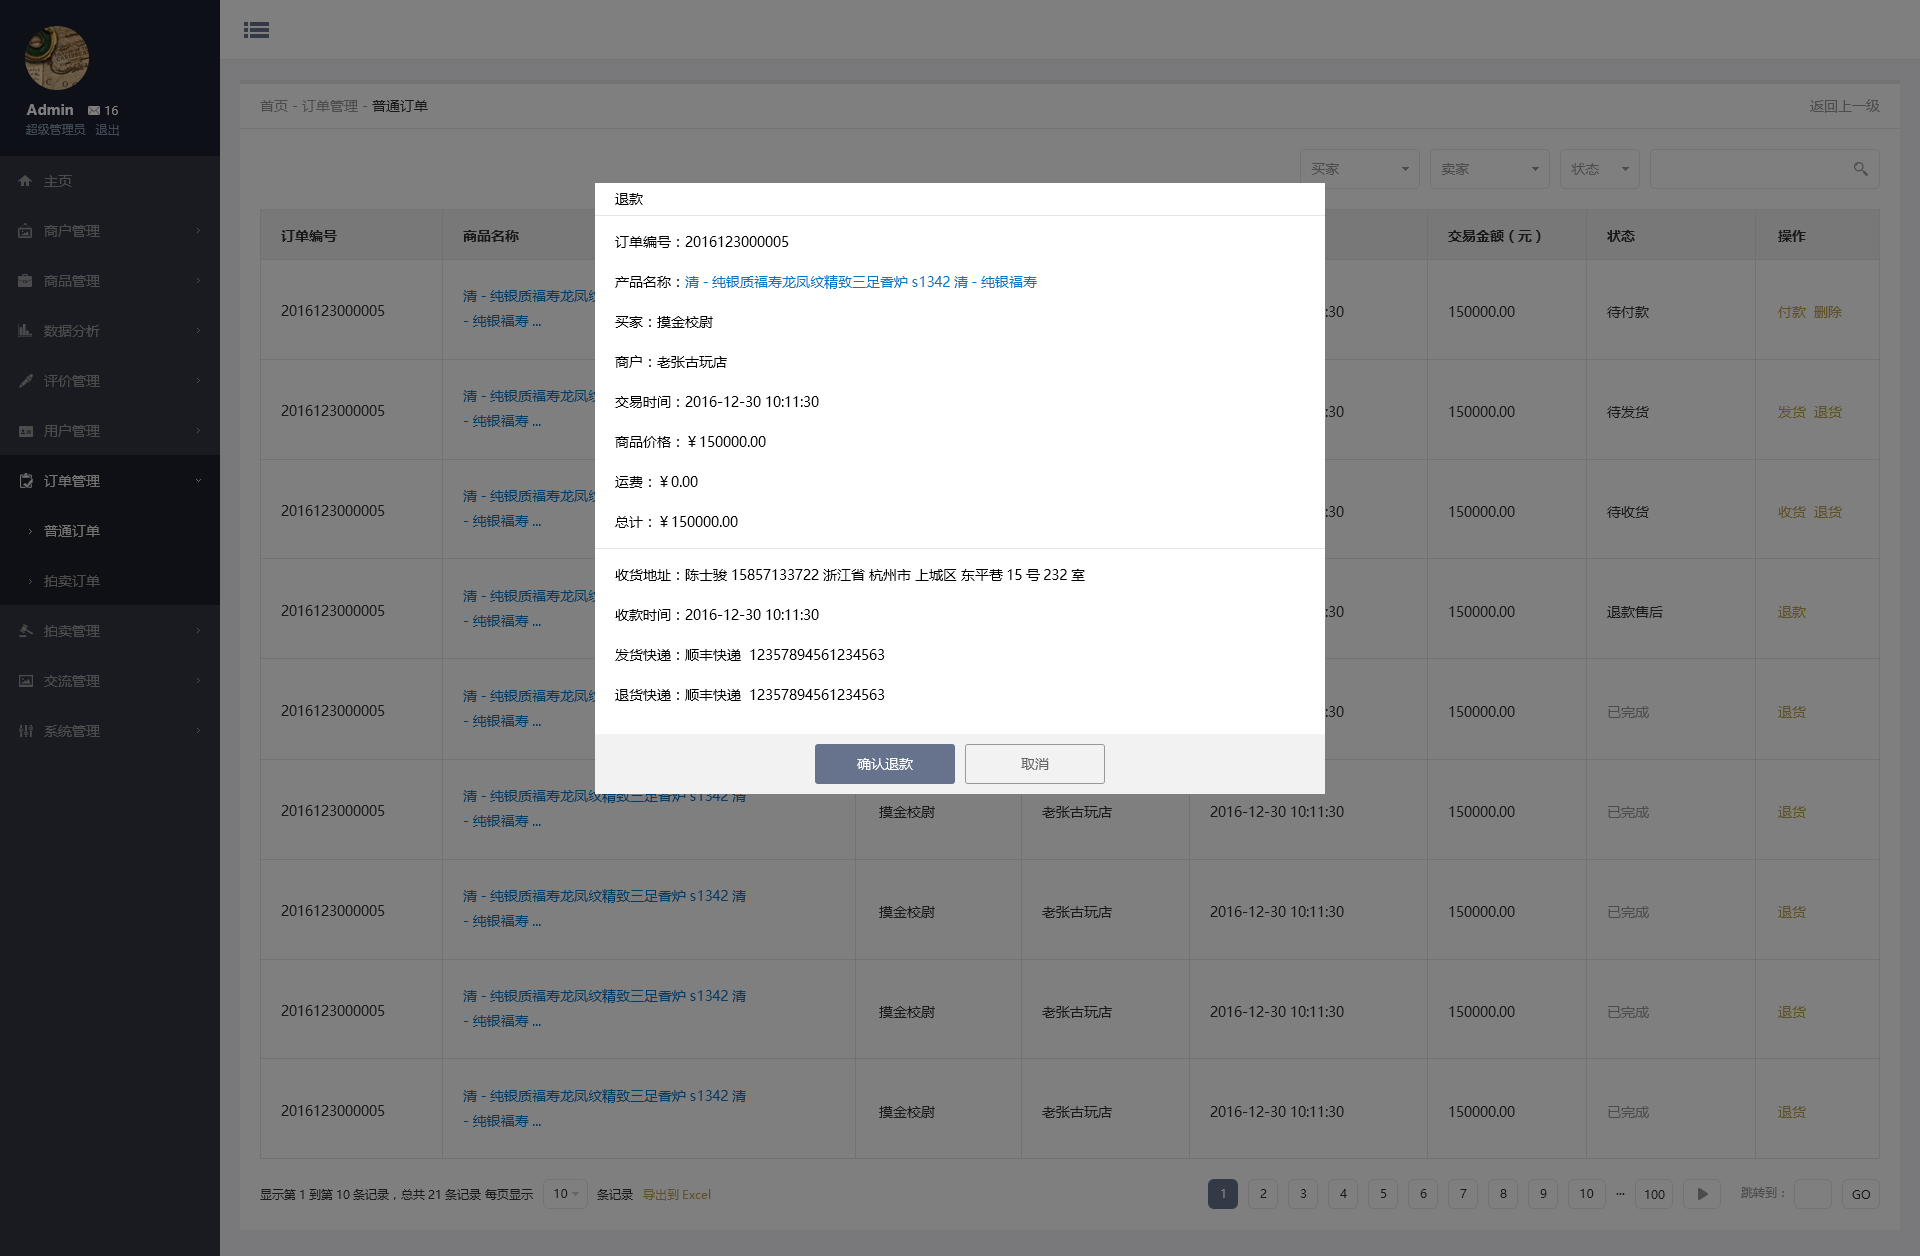 Admin 16
超级管理员 退出
主页
商户管理
商品管理
数据分析
评价管理
用户管理
订单管理
普通订单
拍卖订单
拍卖管理
交流管理
系统管理
首页 - 订单管理 - 普通订单 返回上一级
买家 卖家 状态
订单编号 商品名称 交易金额（元） 状态 操作
2016123000005 清 - 纯银质福寿龙凤纹 :30 150000.00 待付款 付款 删除
- 纯银福寿 ...
2016123000005 清 - 纯银质福寿龙凤纹 :30 150000.00 待发货 发货 退货
- 纯银福寿 ...
2016123000005 清 - 纯银质福寿龙凤纹 :30 150000.00 待收货 收货 退货
- 纯银福寿 ...
2016123000005 清 - 纯银质福寿龙凤纹 :30 150000.00 退款售后 退款
- 纯银福寿 ...
2016123000005 清 - 纯银质福寿龙凤纹 :30 150000.00 已完成 退货
- 纯银福寿 ...
2016123000005 清 - 纯银质福寿龙凤纹精致三足香炉 s1342 清 摸金校尉 老张古玩店 2016-12-30 10:11:30 150000.00 已完成 退货
- 纯银福寿 ...
2016123000005 清 - 纯银质福寿龙凤纹精致三足香炉 s1342 清 摸金校尉 老张古玩店 2016-12-30 10:11:30 150000.00 已完成 退货
- 纯银福寿 ...
2016123000005 清 - 纯银质福寿龙凤纹精致三足香炉 s1342 清 摸金校尉 老张古玩店 2016-12-30 10:11:30 150000.00 已完成 退货
- 纯银福寿 ...
2016123000005 清 - 纯银质福寿龙凤纹精致三足香炉 s1342 清 摸金校尉 老张古玩店 2016-12-30 10:11:30 150000.00 已完成 退货
- 纯银福寿 ...
显示第 1 到第 10 条记录，总共 21 条记录 每页显示 10 条记录 导出到 Excel
1 2 3 4 5 6 7 8 9 10 ... 100 跳转到： GO
退款
订单编号：2016123000005
产品名称：清 - 纯银质福寿龙凤纹精致三足香炉 s1342 清 - 纯银福寿
买家：摸金校尉
商户：老张古玩店
交易时间：2016-12-30 10:11:30
商品价格：￥150000.00
运费：￥0.00
总计：￥150000.00
收货地址：陈士骏 15857133722 浙江省 杭州市 上城区 东平巷 15 号 232 室
收款时间：2016-12-30 10:11:30
发货快递：顺丰快递 12357894561234563
退货快递：顺丰快递 12357894561234563
确认退款 取消